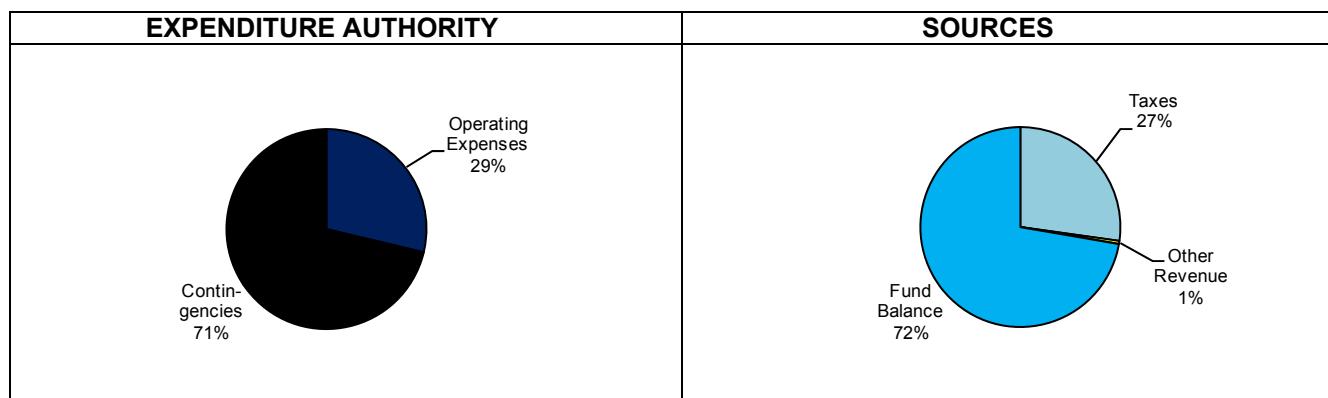 EXPENDITURE AUTHORITY
SOURCES
Operating
Expenses
29%
Contin-
gencies
71%
Taxes
27%
Other
Revenue
1%
Fund
Balance
72%